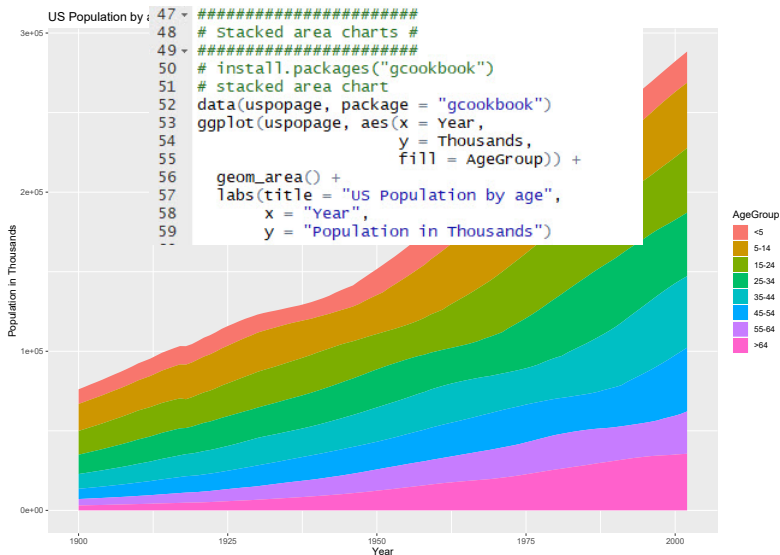 US Population by a
47 ######################
48 # Stacked area charts #
49 ######################
50 # install.packages("gcookbook")
51 # stacked area chart
52 data(uspopage, package = "gcookbook")
53 ggplot(uspopage, aes(x = Year,
54 y = Thousands,
55 fill = AgeGroup)) +
56 geom_area() +
57 labs(title = "US Population by age",
58 x = "Year",
59 y = "Population in Thousands")
3e+05
2e+05
1e+05
0e+00
Population in Thousands
1900
1925
1950
1975
2000
Year
AgeGroup
<5
5-14
15-24
25-34
35-44
45-54
55-64
>64